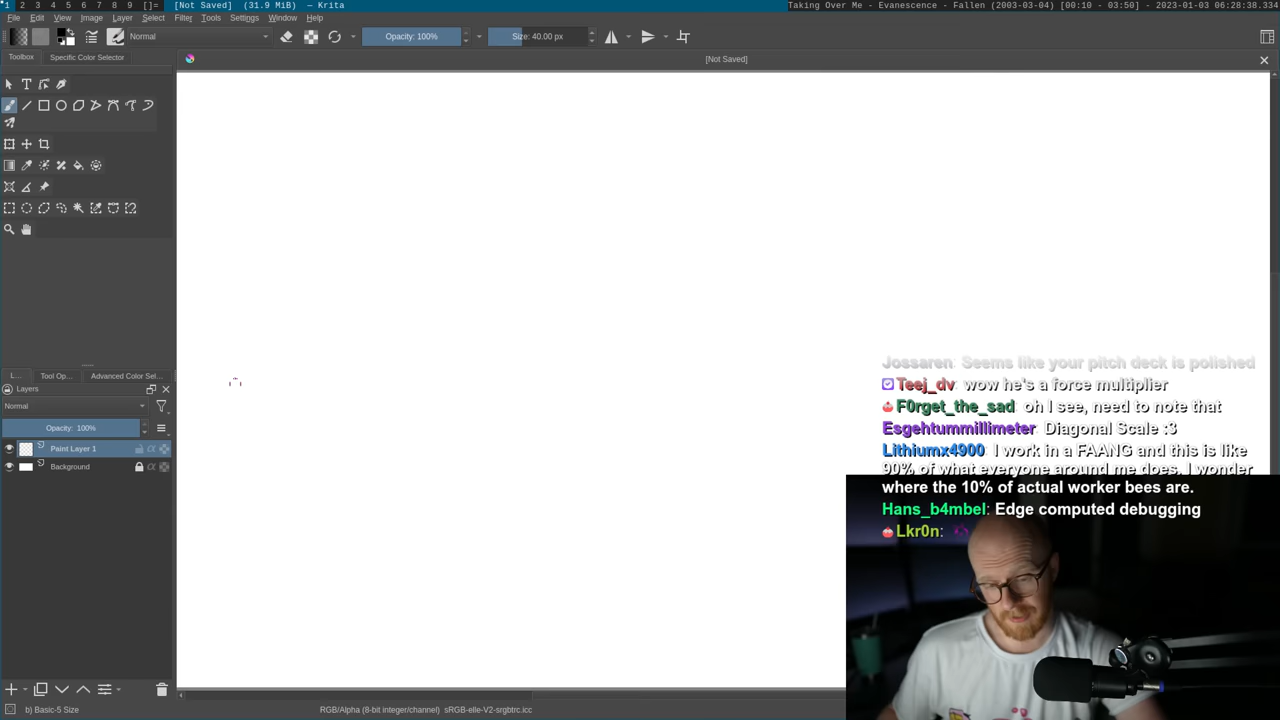 1 2 3 4 5 6 7 8 9 []= [Not Saved] (31.9 MiB) — Krita Taking Over Me - Evanescence - Fallen (2003-03-04) [00:10 - 03:50] - 2023-01-03 06:28:38.334
File Edit View Image Layer Select Filter Tools Settings Window Help
Normal Opacity: 100% Size: 40.00 px
Toolbox Specific Color Selector [Not Saved]
L... Tool Op... Advanced Color Sel...
Layers
Normal
Opacity: 100%
Paint Layer 1
Background
Jossaren: Seems like your pitch deck is polished
Teej_dv: wow he's a force multiplier
F0rget_the_sad: oh I see, need to note that
Esgehtummillimeter: Diagonal Scale :3
Lithiumx4900: I work in a FAANG and this is like
90% of what everyone around me does. I wonder
where the 10% of actual worker bees are.
Hans_b4mbel: Edge computed debugging
Lkr0n:
b) Basic-5 Size RGB/Alpha (8-bit integer/channel) sRGB-elle-V2-srgbtrc.icc